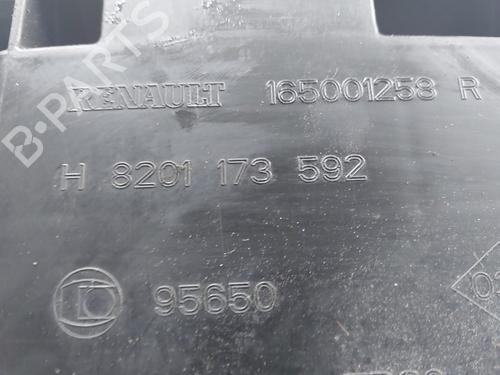 B-PARTS
RENAULT 165001258 R
H 8201 173 592
95650